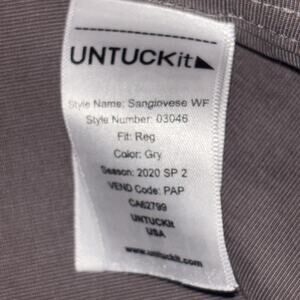 UNTUCKit
Style Name: Sanginvese WF
Style Number: 03046
Fit: Reg
Color: Gry
Season: 2020 SP 2
VEND Code: PAP
CA62799
UNTUCKit
USA
www.untuckit.com